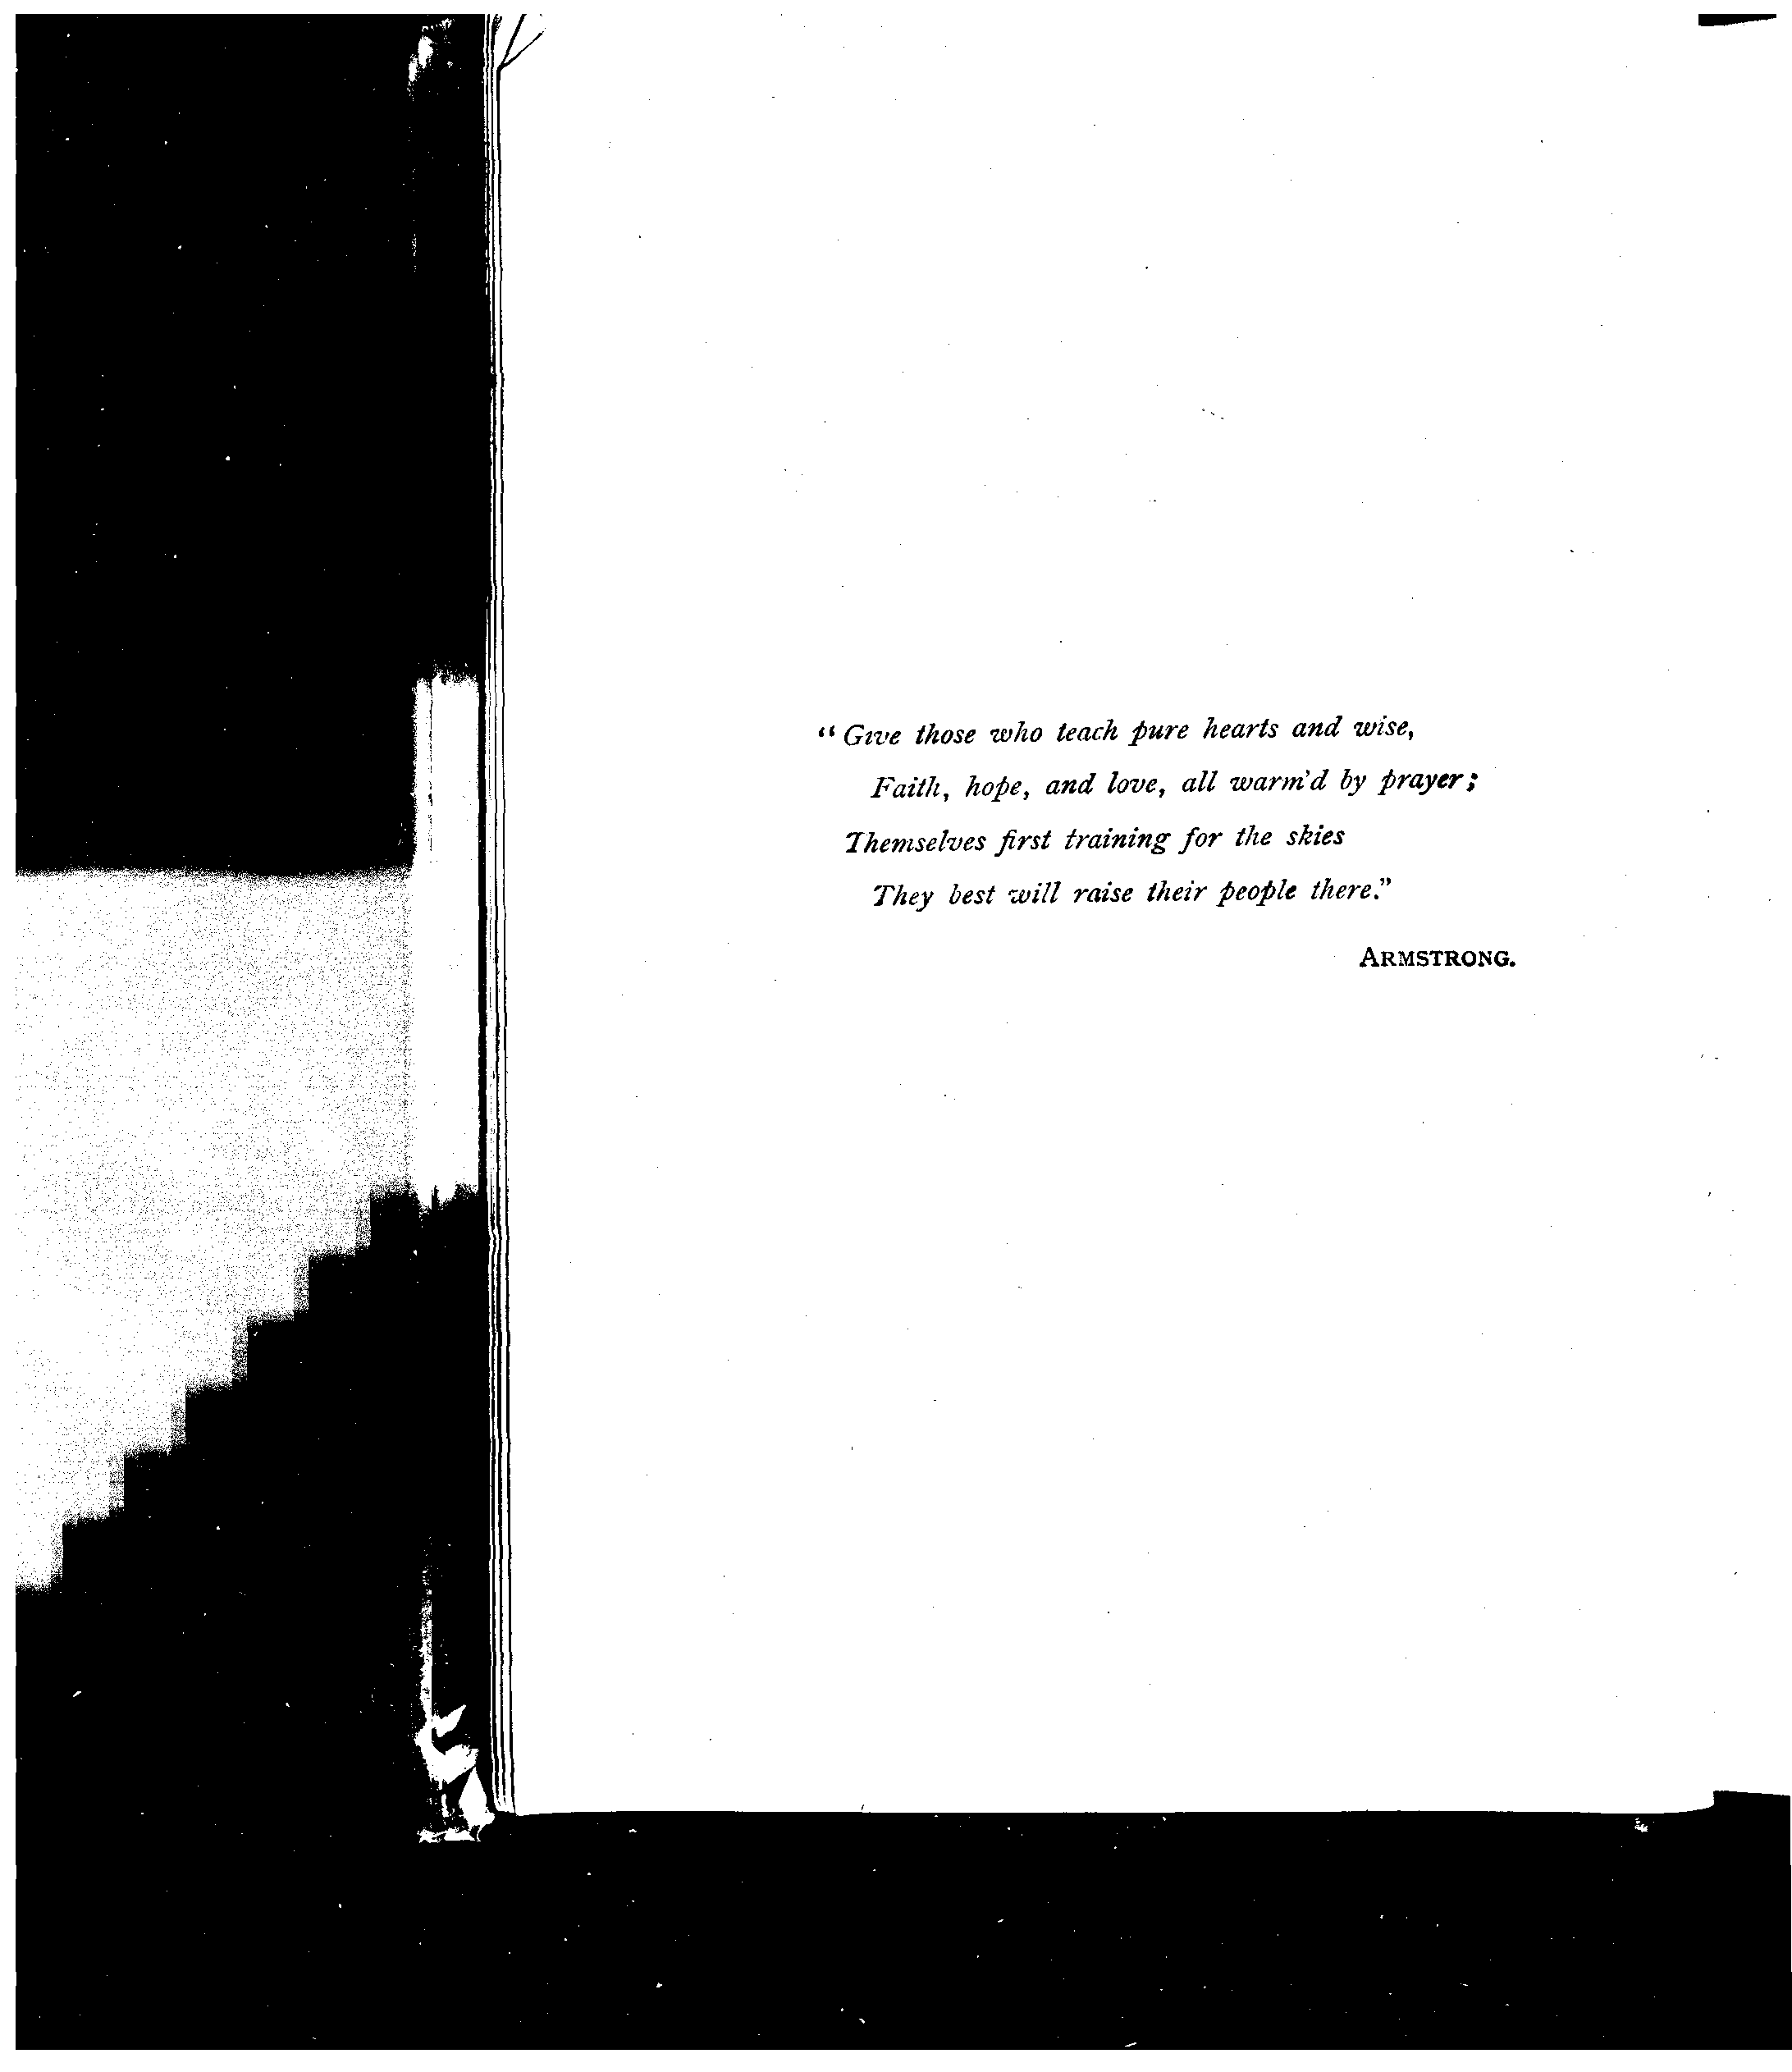 “Give those who teach pure hearts and wise,
Faith, hope, and love, all warm'd by prayer;
Themselves first training for the skies
They best will raise their people there.”
ARMSTRONG.